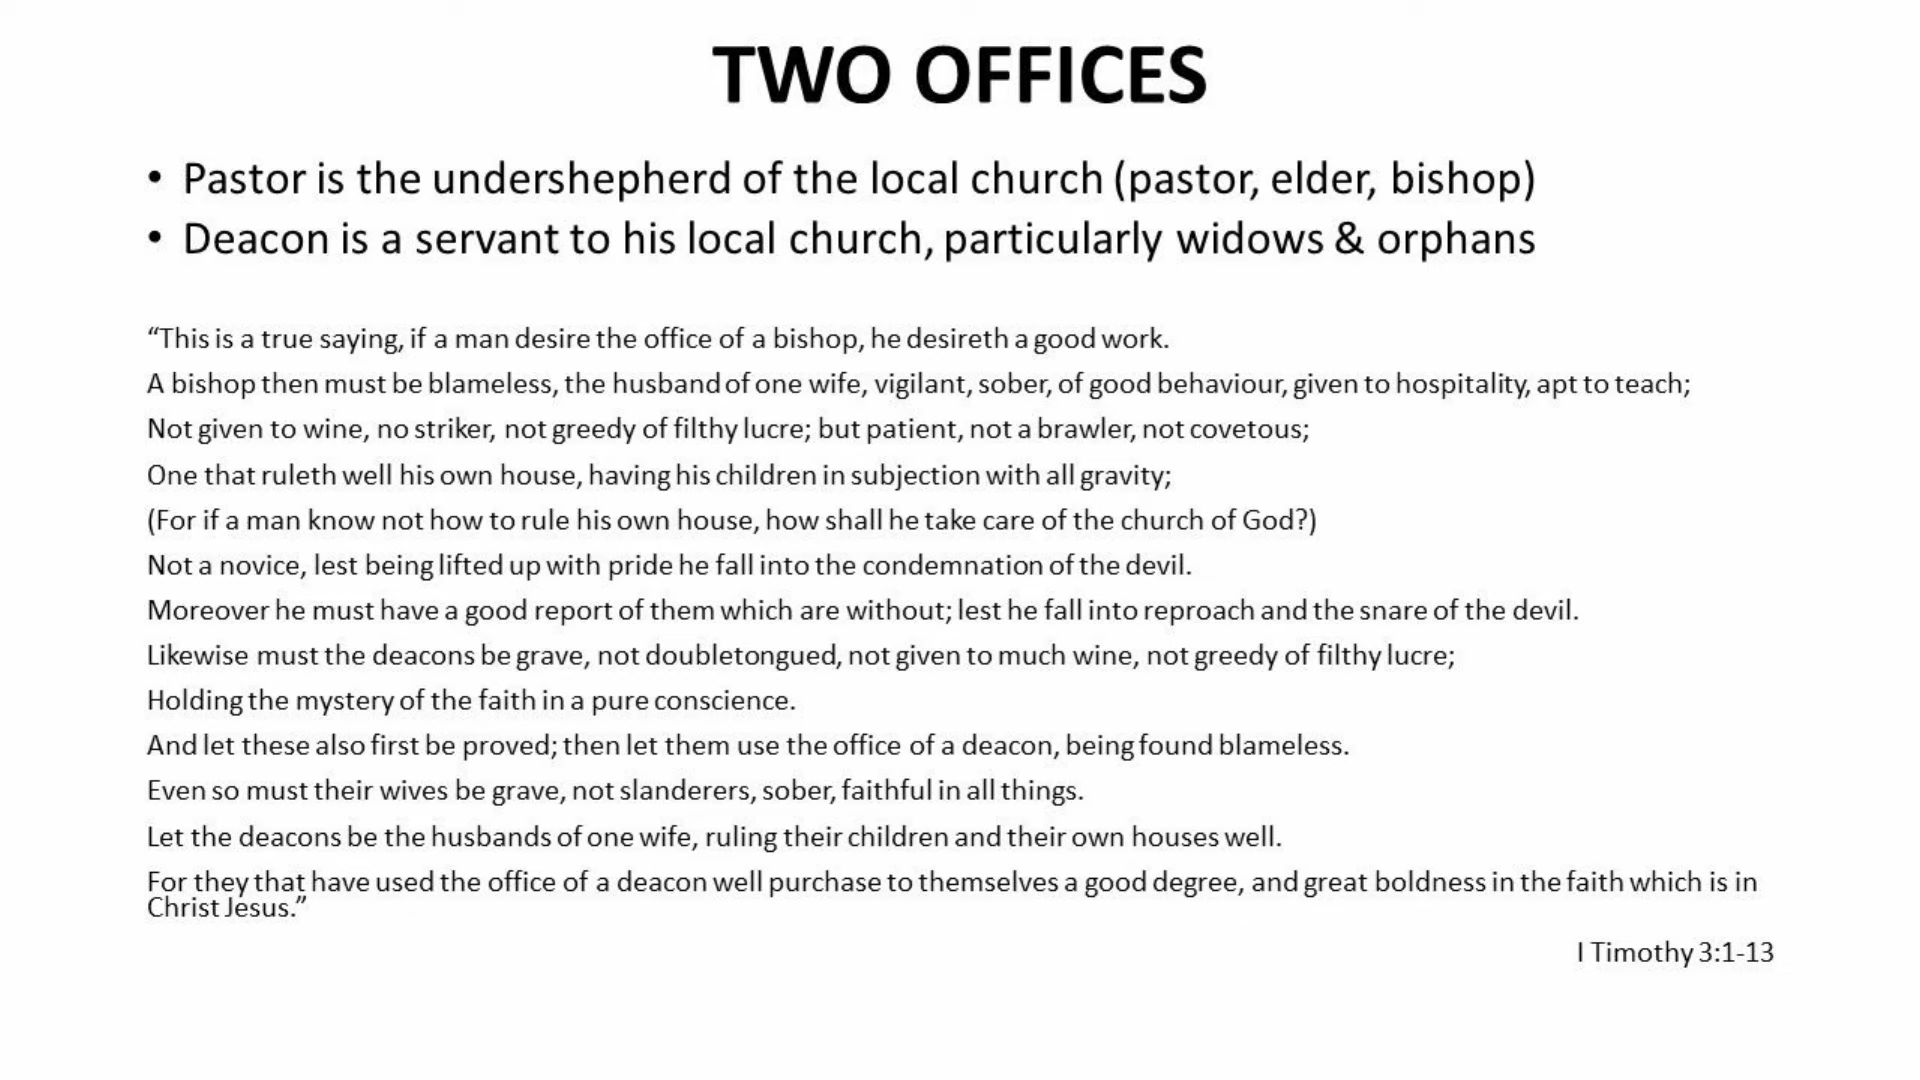 TWO OFFICES
• Pastor is the undershepherd of the local church (pastor, elder, bishop)
• Deacon is a servant to his local church, particularly widows & orphans
“This is a true saying, if a man desire the office of a bishop, he desireth a good work.
A bishop then must be blameless, the husband of one wife, vigilant, sober, of good behaviour, given to hospitality, apt to teach;
Not given to wine, no striker, not greedy of filthy lucre; but patient, not a brawler, not covetous;
One that ruleth well his own house, having his children in subjection with all gravity;
(For if a man know not how to rule his own house, how shall he take care of the church of God?)
Not a novice, lest being lifted up with pride he fall into the condemnation of the devil.
Moreover he must have a good report of them which are without; lest he fall into reproach and the snare of the devil.
Likewise must the deacons be grave, not doubletongued, not given to much wine, not greedy of filthy lucre;
Holding the mystery of the faith in a pure conscience.
And let these also first be proved; then let them use the office of a deacon, being found blameless.
Even so must their wives be grave, not slanderers, sober, faithful in all things.
Let the deacons be the husbands of one wife, ruling their children and their own houses well.
For they that have used the office of a deacon well purchase to themselves a good degree, and great boldness in the faith which is in
Christ Jesus.”
I Timothy 3:1-13